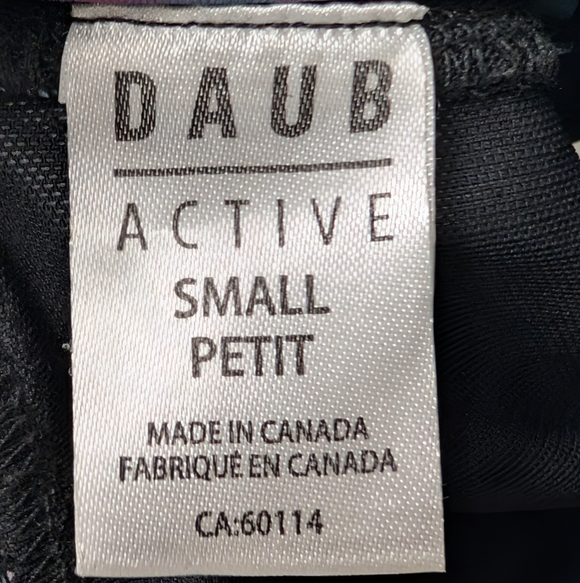 DAUB
ACTIVE
SMALL
PETIT
MADE IN CANADA
FABRIQUÉ EN CANADA
CA:60114